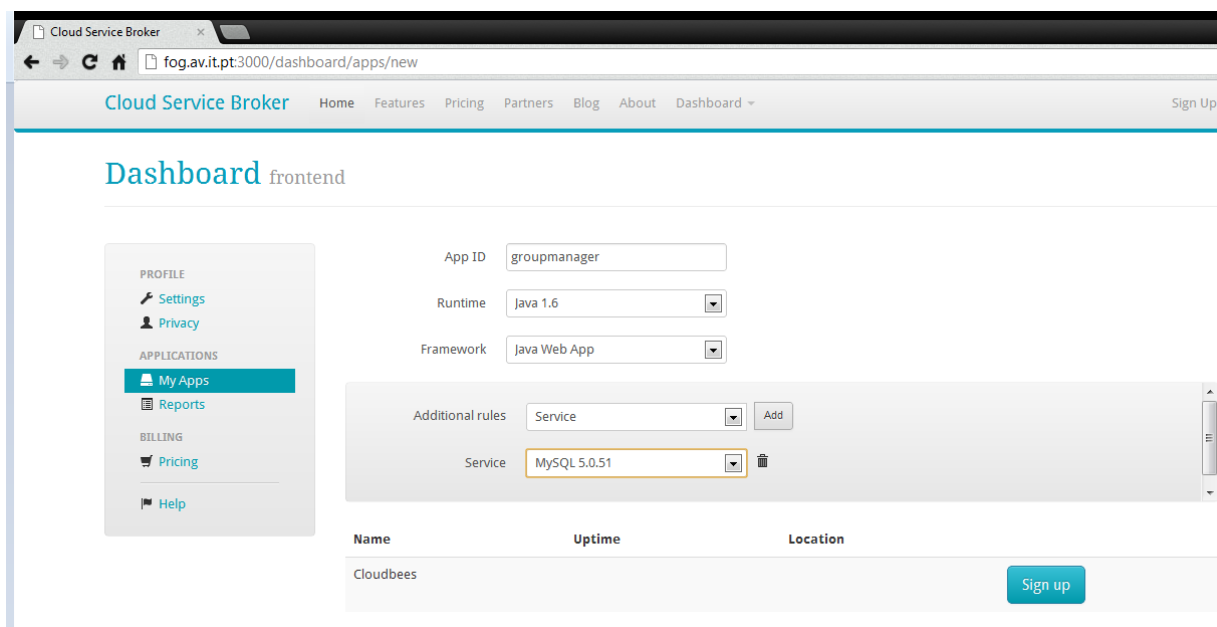 Cloud Service Broker
fog.av.it.pt:3000/dashboard/apps/new
Cloud Service Broker Home Features Pricing Partners Blog About Dashboard Sign Up
Dashboard frontend
App ID groupmanager
PROFILE
Settings
Runtime Java 1.6
Privacy
Framework Java Web App
APPLICATIONS
My Apps
Reports
Additional rules Service Add
BILLING
Pricing
Service MySQL 5.0.51
Help
Name Uptime Location
Cloudbees Sign up